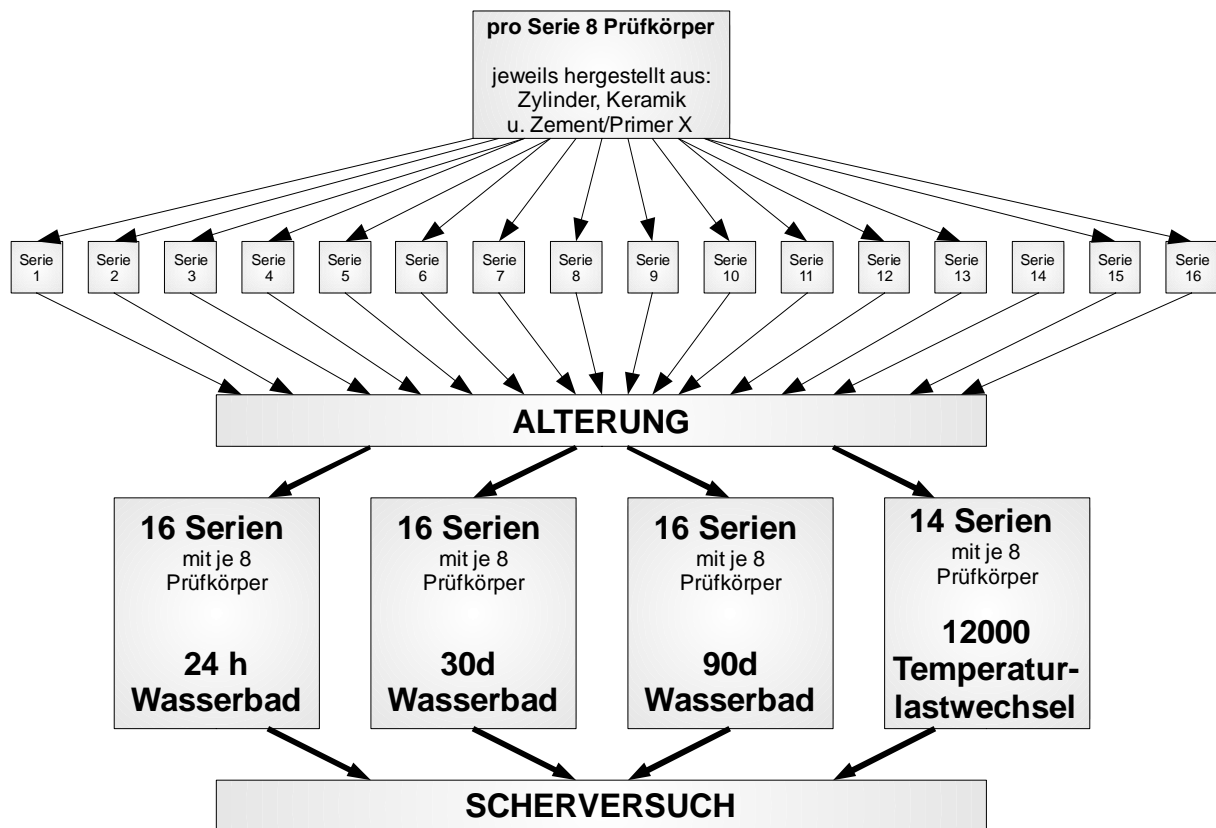 pro Serie 8 Prüfkörper
jeweils hergestellt aus:
Zylinder, Keramik
u. Zement/Primer X
Serie
1
Serie
2
Serie
3
Serie
4
Serie
5
Serie
6
Serie
7
Serie
8
Serie
9
Serie
10
Serie
11
Serie
12
Serie
13
Serie
14
Serie
15
Serie
16
ALTERUNG
16 Serien
mit je 8
Prüfkörper
24 h
Wasserbad
16 Serien
mit je 8
Prüfkörper
30d
Wasserbad
16 Serien
mit je 8
Prüfkörper
90d
Wasserbad
14 Serien
mit je 8
Prüfkörper
12000
Temperatur-
lastwechsel
SCHERVERSUCH